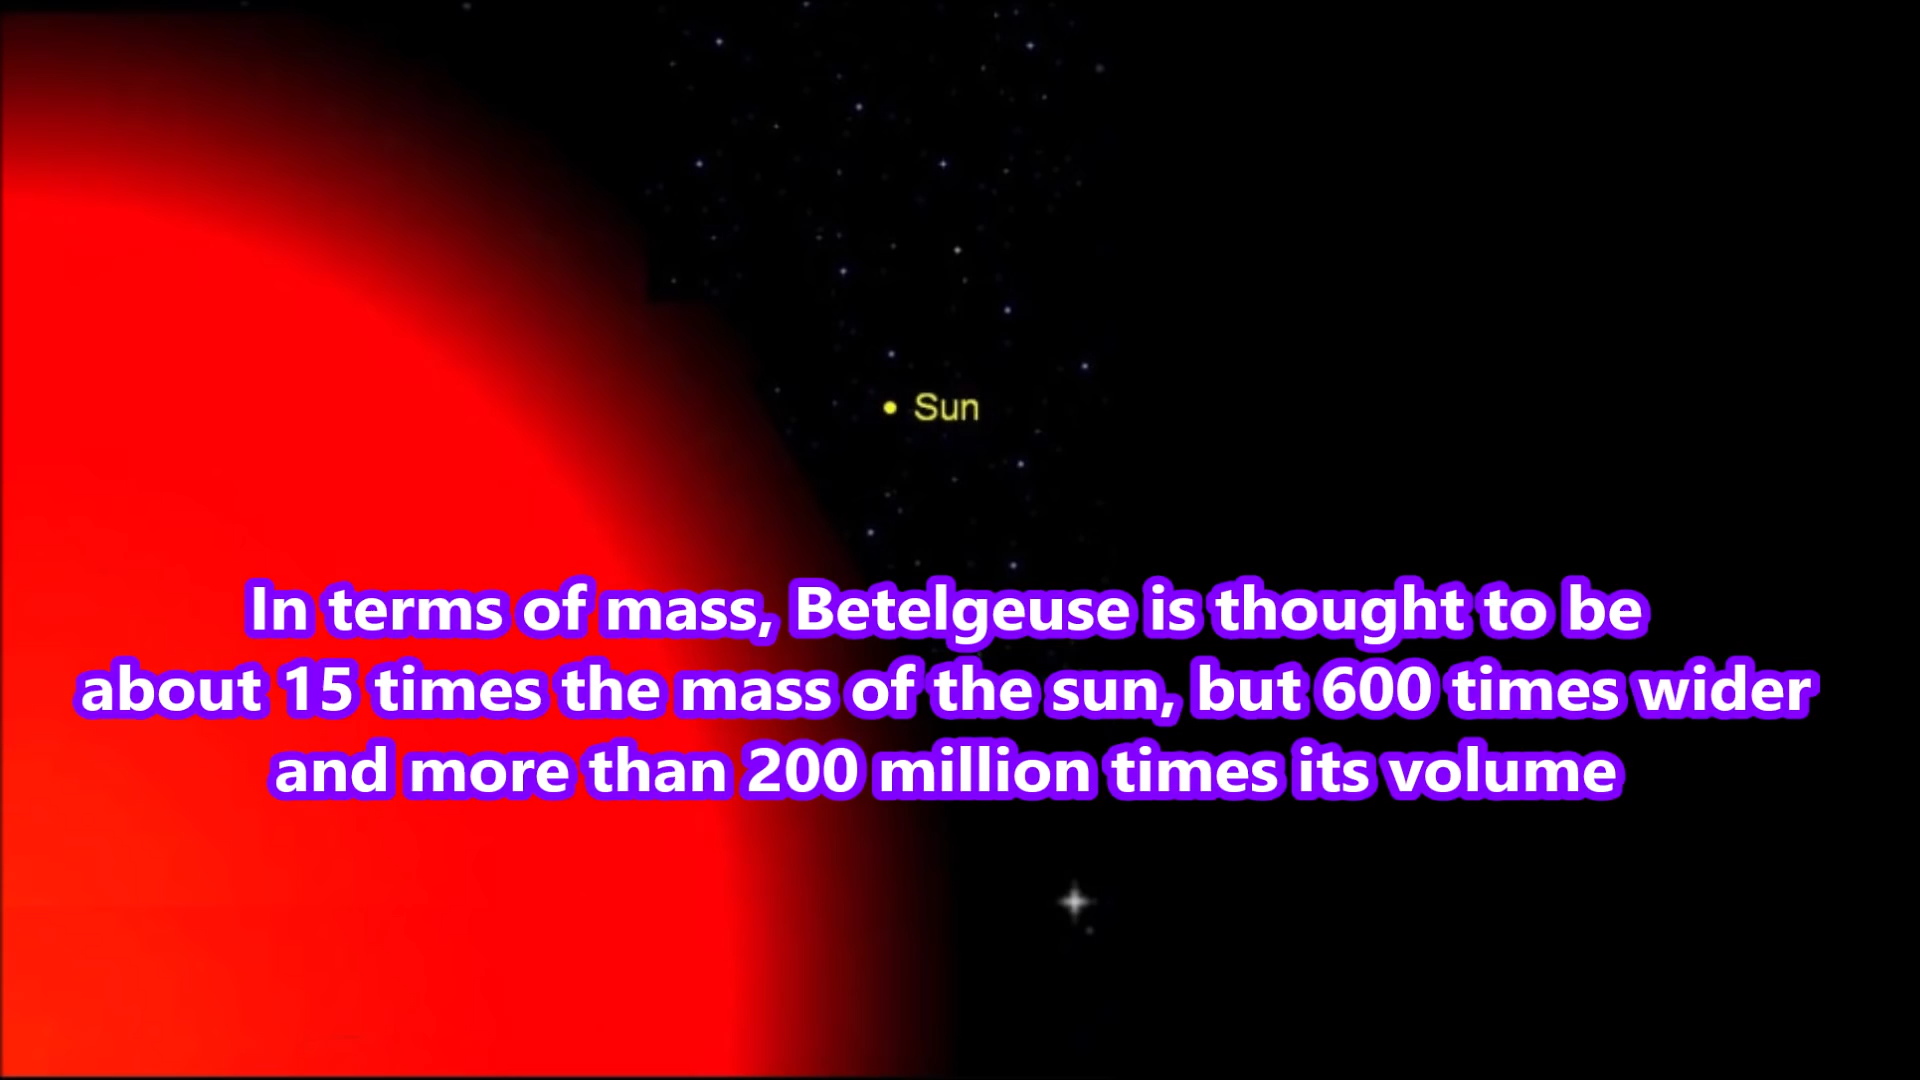 Sun
In terms of mass, Betelgeuse is thought to be
about 15 times the mass of the sun, but 600 times wider
and more than 200 million times its volume